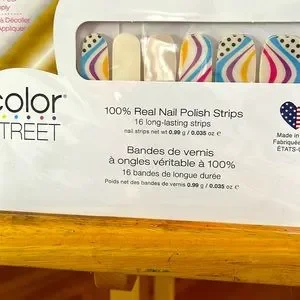 à Décoller
Appliquer
color®
STREET
100% Real Nail Polish Strips
16 long-lasting strips
nail strips net wt 0.99 g / 0.035 oz ℮
Bandes de vernis
à ongles véritable à 100%
16 bandes de longue durée
Poids net des bandes de vernis 0.99 g / 0.035 oz ℮
Made in
Fabriqué
ÉTATS-